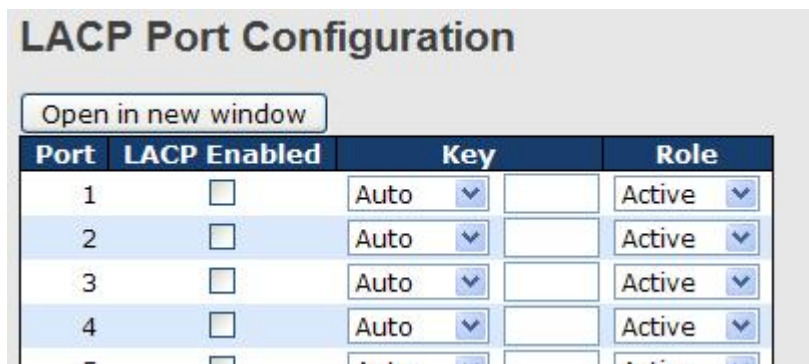 LACP Port Configuration
Open in new window
Port LACP Enabled Key Role
1 Auto Active
2 Auto Active
3 Auto Active
4 Auto Active